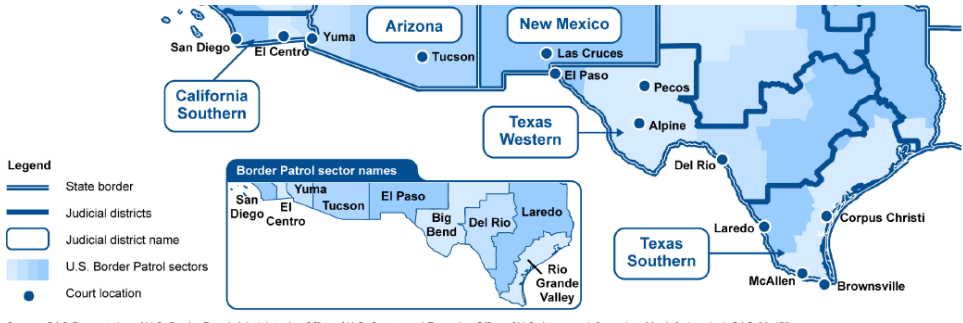 Arizona
New Mexico
San Diego
El Centro
Yuma
Tucson
Las Cruces
El Paso
Pecos
California
Southern
Texas
Western
Alpine
Del Rio
Legend
State border
Judicial districts
Judicial district name
U.S. Border Patrol sectors
Court location
Border Patrol sector names
San
Diego
El
Centro
Yuma
Tucson
El Paso
Big
Bend
Del Rio
Laredo
Rio
Grande
Valley
Laredo
Corpus Christi
Texas
Southern
McAllen
Brownsville